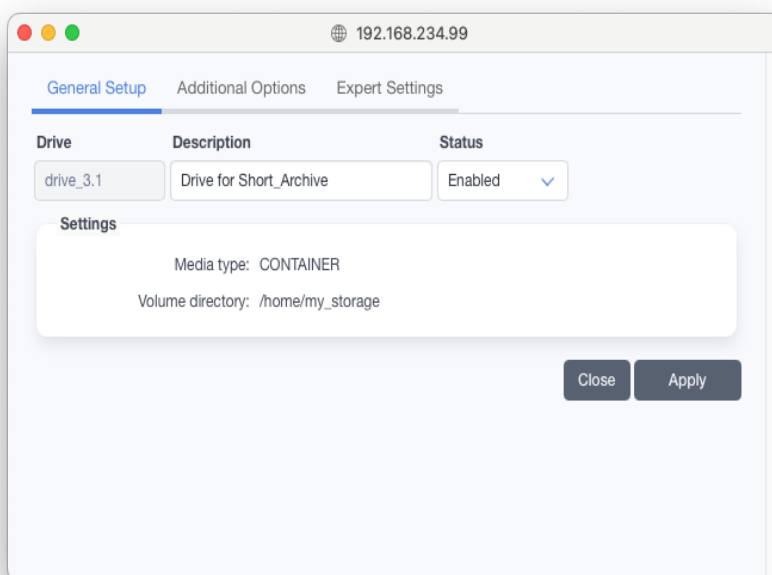 192.168.234.99
General Setup Additional Options Expert Settings
Drive Description Status
drive_3.1 Drive for Short_Archive Enabled
Settings
Media type: CONTAINER
Volume directory: /home/my_storage
Close Apply